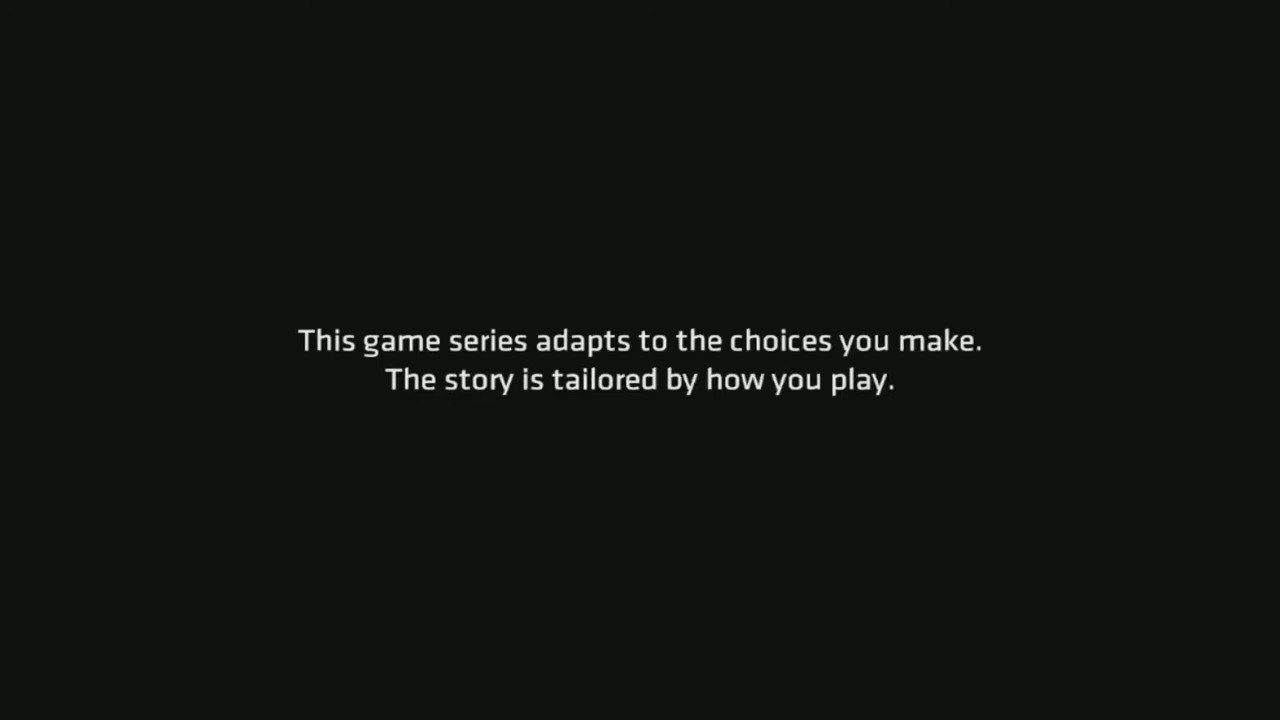 This game series adapts to the choices you make.
The story is tailored by how you play.